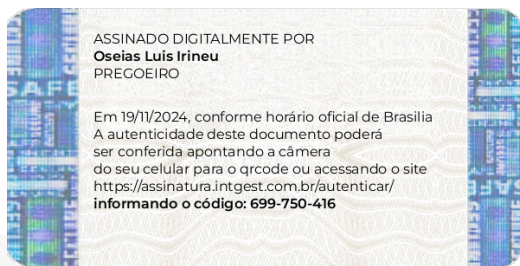 ASSINADO DIGITALMENTE POR
Oseias Luis Irineu
PREGOEIRO
Em 19/11/2024, conforme horário oficial de Brasilia
A autenticidade deste documento poderá
ser conferida apontando a câmera
do seu celular para o qrcode ou acessando o site
https://assinatura.intgest.com.br/autenticar/
informando o código: 699-750-416